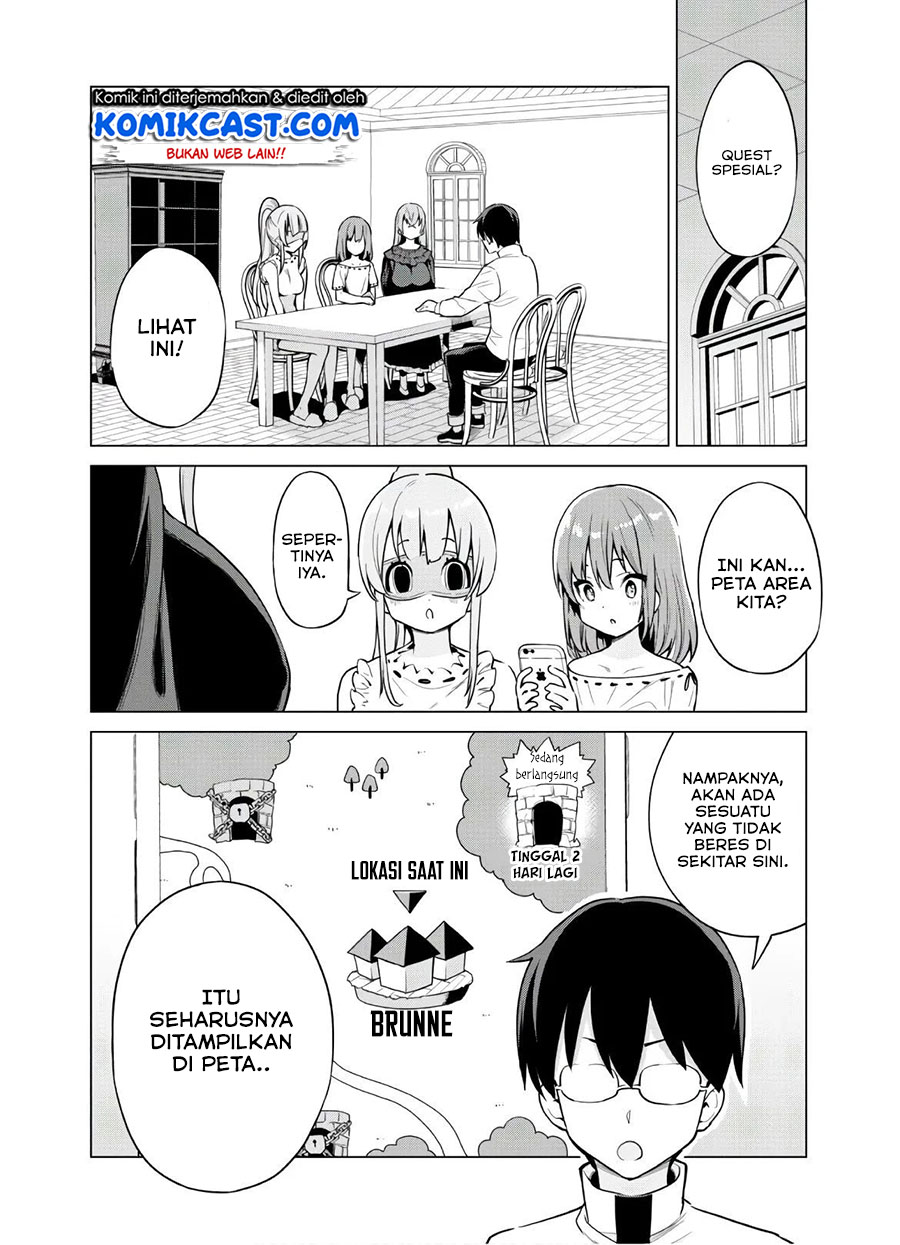 QUEST
SPESIAL?
Komik ini diterjemahkan & diedit oleh
KOMIKCAST.COM
BUKAN WEB LAIN!!
LIHAT
INI!
INI KAN...
PETA AREA
KITA?
SEPER-
TINYA
IYA.
NAMPAKNYA,
AKAN ADA
SESUATU
YANG TIDAK
BERES DI
SEKITAR SINI.
Sedang
berlangsung
TINGGAL 2
HARI LAGI
LOKASI SAAT INI
BRUNNE
ITU
SEHARUSNYA
DITAMPILKAN
DI PETA..